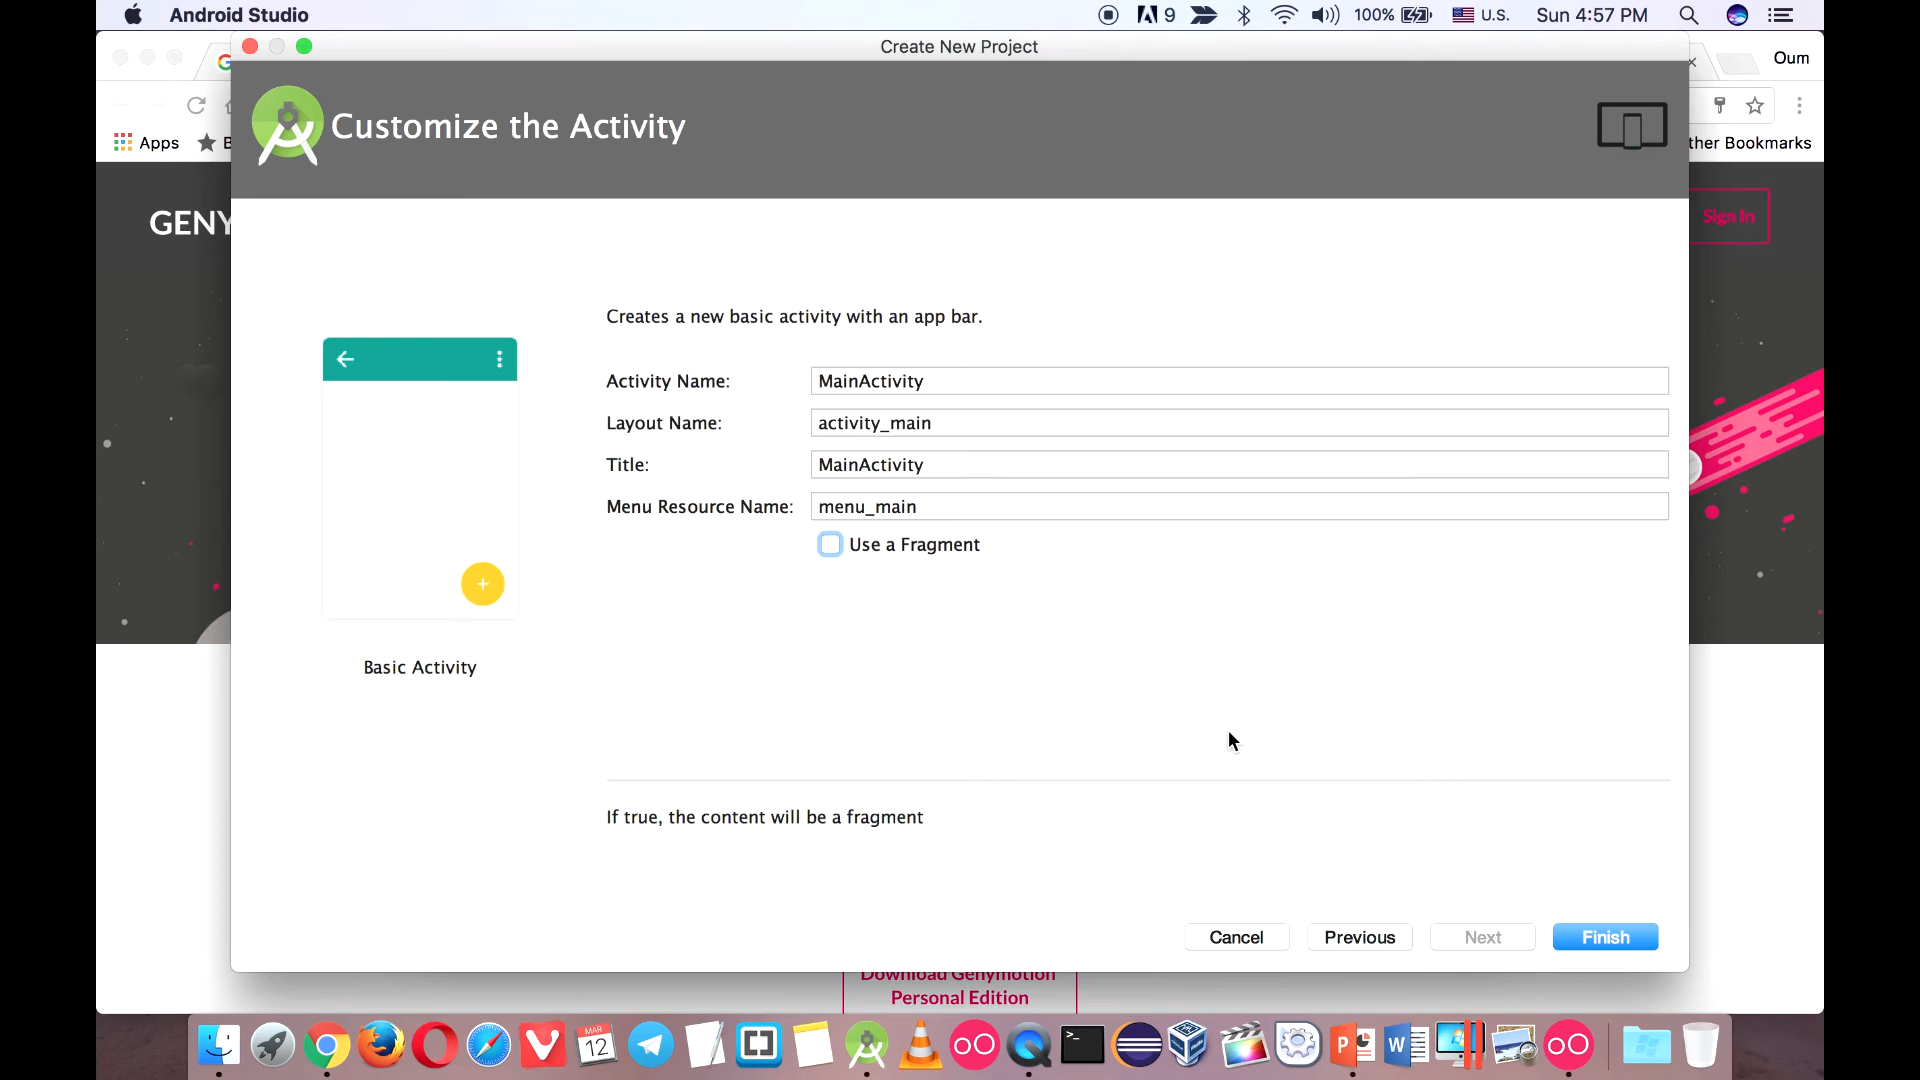 Android Studio
9
100%
U.S.
Sun 4:57 PM
Create New Project
Oum
Customize the Activity
Apps
ther Bookmarks
GENY
Sign In
Creates a new basic activity with an app bar.
Activity Name:
MainActivity
Layout Name:
activity_main
Title:
MainActivity
Menu Resource Name:
menu_main
Use a Fragment
Basic Activity
If true, the content will be a fragment
Cancel
Previous
Next
Finish
Download Genymotion
Personal Edition
MAR
12